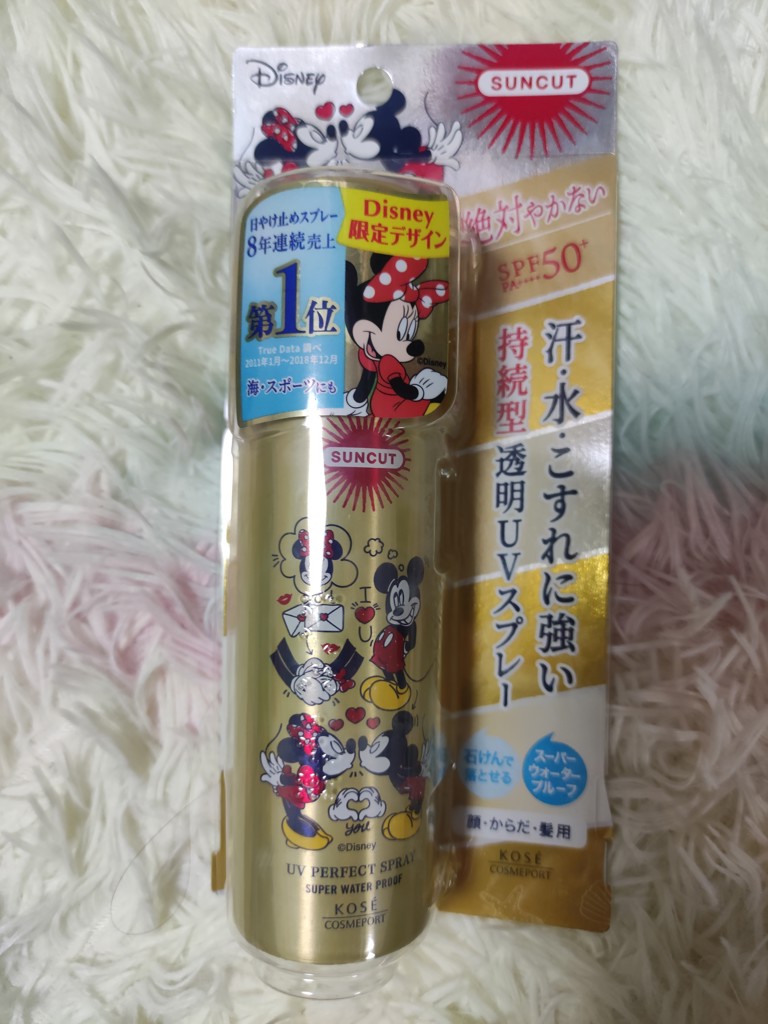 Disney
SUNCUT
絶対やかない
SPF50+
PA++++
汗・水・こすれに強い
持続型透明UVスプレー
石けんで
落とせる
スーパー
ウォーター
プルーフ
顔・からだ・髪用
KOSÉ
COSMEPORT
日やけ止めスプレー
8年連続売上
第1位
True Data 調べ
2011年1月〜2018年12月
海・スポーツにも
Disney
限定デザイン
©Disney
SUNCUT
I
U
you
©Disney
UV PERFECT SPRAY
SUPER WATER PROOF
KOSÉ
COSMEPORT